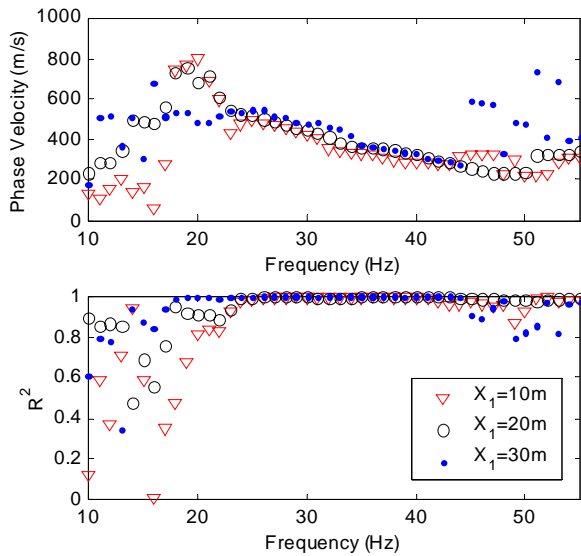 Phase Velocity (m/s)
1000
800
600
400
200
0
10 20 30 40 50
Frequency (Hz)
R²
1
0.8
0.6
0.4
0.2
0
X₁=10m
X₁=20m
X₁=30m
10 20 30 40 50
Frequency (Hz)